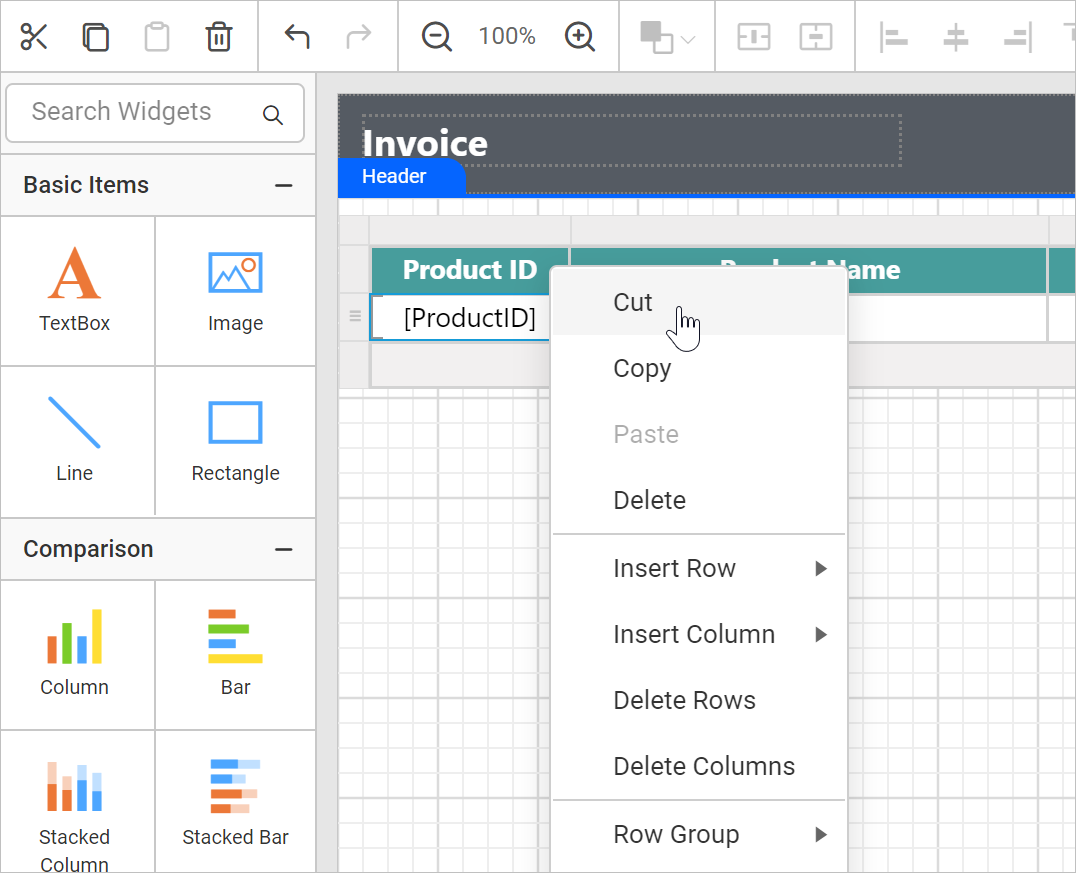 100%
Search Widgets
Basic Items
TextBox
Image
Line
Rectangle
Comparison
Column
Bar
Stacked
Column
Stacked Bar
Invoice
Header
Product ID
Product Name
[ProductID]
Cut
Copy
Paste
Delete
Insert Row
Insert Column
Delete Rows
Delete Columns
Row Group